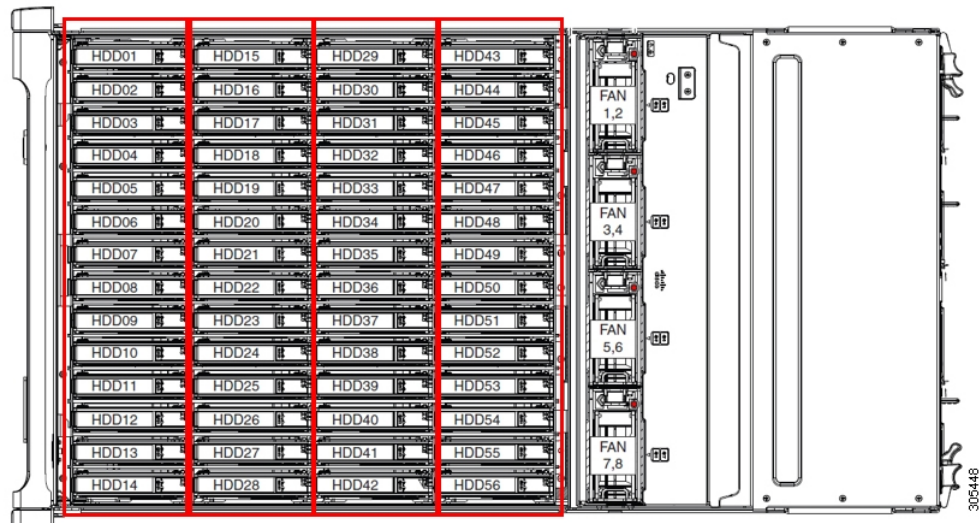 HDD01 HDD15 HDD29 HDD43
HDD02 HDD16 HDD30 HDD44
HDD03 HDD17 HDD31 HDD45
HDD04 HDD18 HDD32 HDD46
HDD05 HDD19 HDD33 HDD47
HDD06 HDD20 HDD34 HDD48
HDD07 HDD21 HDD35 HDD49
HDD08 HDD22 HDD36 HDD50
HDD09 HDD23 HDD37 HDD51
HDD10 HDD24 HDD38 HDD52
HDD11 HDD25 HDD39 HDD53
HDD12 HDD26 HDD40 HDD54
HDD13 HDD27 HDD41 HDD55
HDD14 HDD28 HDD42 HDD56
FAN
1,2
FAN
3,4
FAN
5,6
FAN
7,8
305448